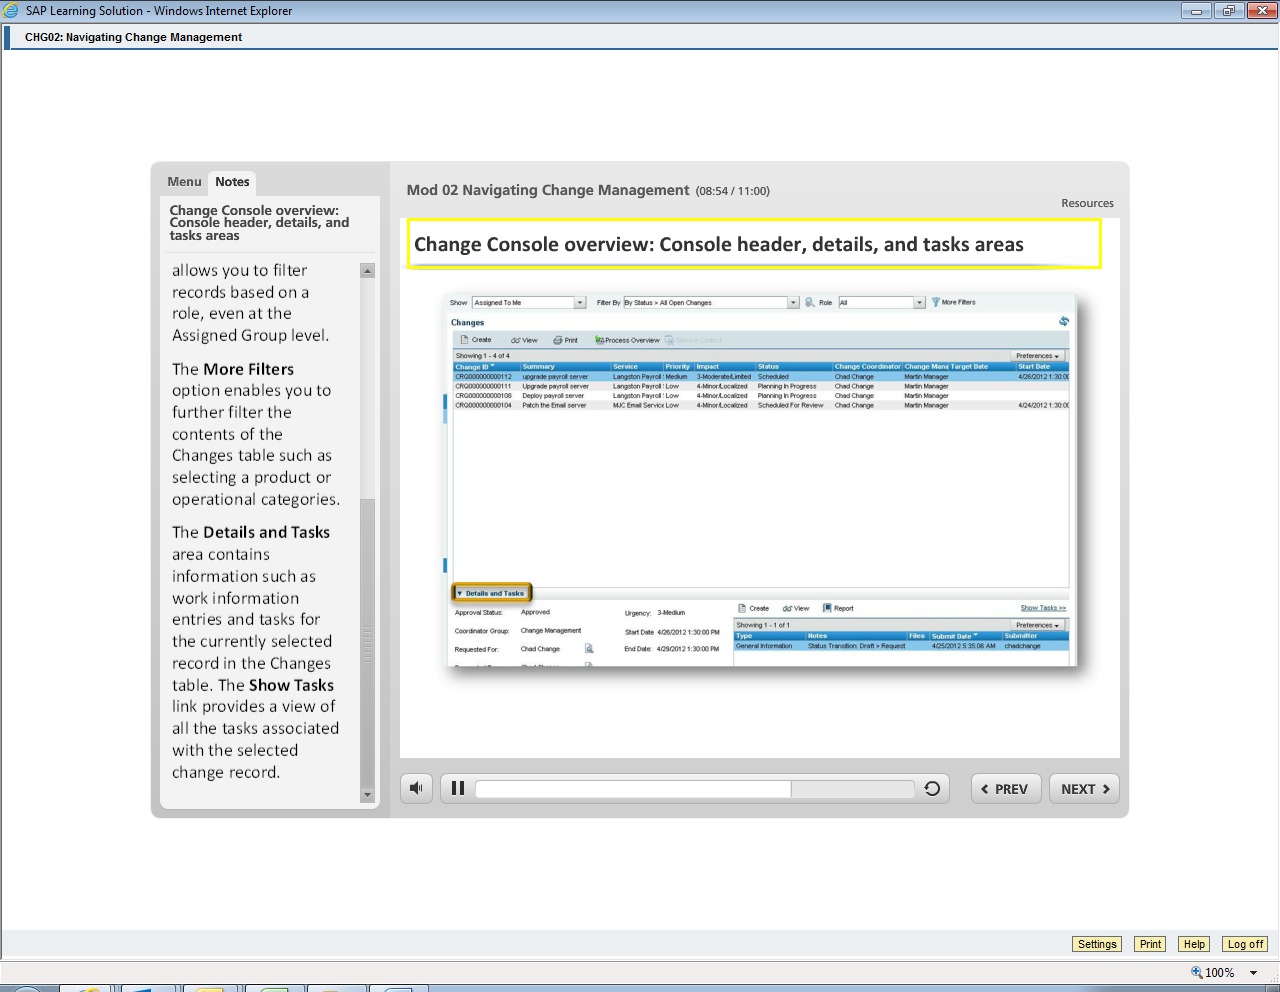 SAP Learning Solution - Windows Internet Explorer
CHG02: Navigating Change Management
Menu Notes
Change Console overview:
Console header, details, and
tasks areas
allows you to filter
records based on a
role, even at the
Assigned Group level.
The More Filters
option enables you to
further filter the
contents of the
Changes table such as
selecting a product or
operational categories.
The Details and Tasks
area contains
information such as
work information
entries and tasks for
the currently selected
record in the Changes
table. The Show Tasks
link provides a view of
all the tasks associated
with the selected
change record.
Mod 02 Navigating Change Management (08:54 / 11:00)
Resources
Change Console overview: Console header, details, and tasks areas
Show Assigned To Me Filter By By Status > All Open Changes Role All More Filters
Changes
Create View Print Process Overview Service Context
Showing 1 - 4 of 4 Preferences
Change ID Summary Service Priority Impact Status Change Coordinator Change Mana Target Date Start Date
CRG000000000112 upgrade payroll server Langston Payroll Medium 3-Moderate/Limited Scheduled Chad Change Martin Manager 4/26/2012 1:30:00
CRG000000000111 Upgrade payroll server Langston Payroll Low 4-Minor/Localized Planning In Progress Chad Change Martin Manager
CRG000000000108 Deploy payroll server Langston Payroll Low 4-Minor/Localized Planning In Progress Chad Change Martin Manager
CRG000000000104 Patch the Email server MJC Email Service Low 4-Minor/Localized Scheduled For Review Chad Change Martin Manager 4/24/2012 1:30:00
Details and Tasks
Approval Status: Approved Urgency: 3-Medium
Coordinator Group: Change Management Start Date 4/26/2012 1:30:00 PM
Requested For: Chad Change End Date: 4/29/2012 1:30:00 PM
Create View Report Show Tasks >>
Showing 1 - 1 of 1 Preferences
Type Notes Files Submit Date Submitter
General Information Status Transition: Draft > Request 4/25/2012 5:35:06 AM chadchange
PREV NEXT
Settings Print Help Log off
100%